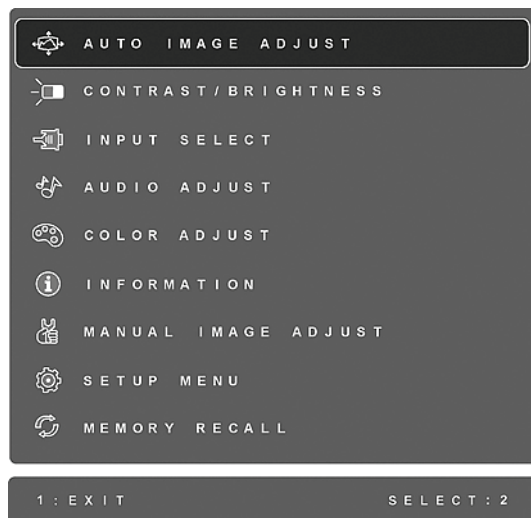 AUTO IMAGE ADJUST
CONTRAST/BRIGHTNESS
INPUT SELECT
AUDIO ADJUST
COLOR ADJUST
INFORMATION
MANUAL IMAGE ADJUST
SETUP MENU
MEMORY RECALL
1:EXIT SELECT:2